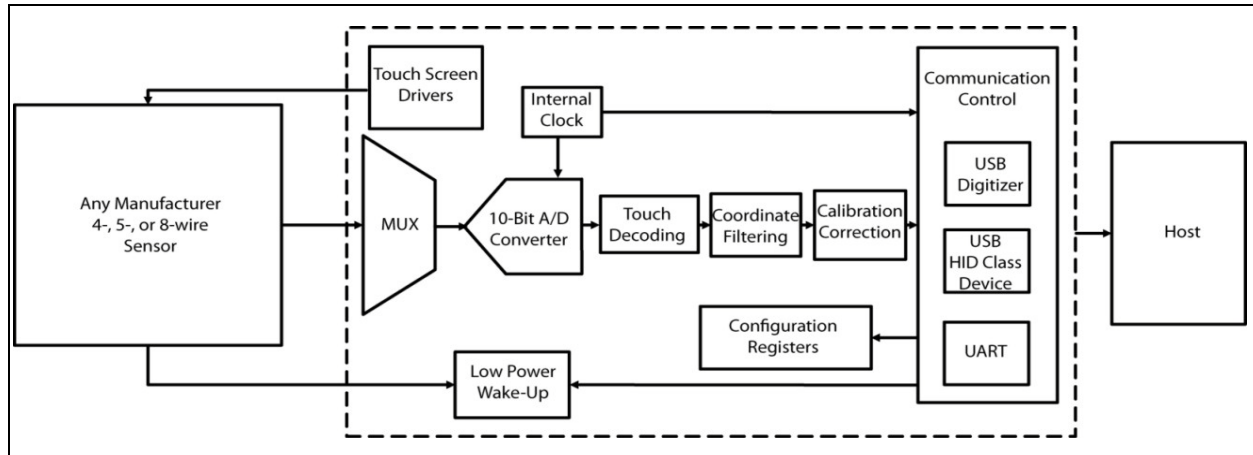 Touch Screen
Drivers
Internal
Clock
Communication
Control
Any Manufacturer
4-, 5-, or 8-wire
Sensor
MUX
10-Bit A/D
Converter
Touch
Decoding
Coordinate
Filtering
Calibration
Correction
USB
Digitizer
USB
HID Class
Device
UART
Host
Configuration
Registers
Low Power
Wake-Up